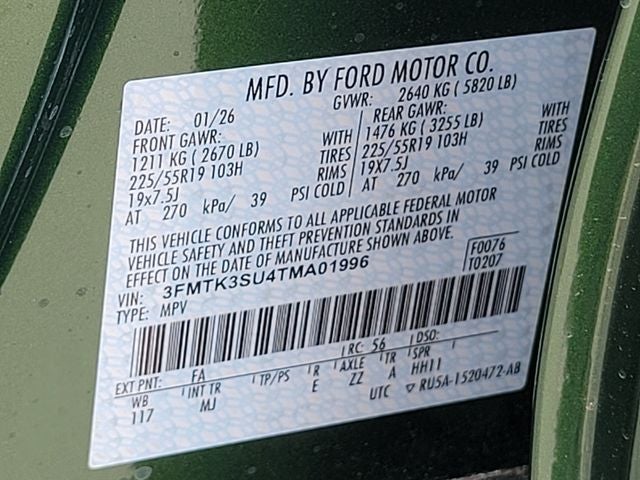 MFD. BY FORD MOTOR CO.
DATE: 01/26 GVWR: 2640 KG ( 5820 LB)
FRONT GAWR: REAR GAWR:
1211 KG ( 2670 LB) WITH 1476 KG ( 3255 LB) WITH
225/55R19 103H TIRES 225/55R19 103H TIRES
19x7.5J RIMS 19x7.5J RIMS
AT 270 kPa/ 39 PSI COLD AT 270 kPa/ 39 PSI COLD
THIS VEHICLE CONFORMS TO ALL APPLICABLE FEDERAL MOTOR
VEHICLE SAFETY AND THEFT PREVENTION STANDARDS IN
EFFECT ON THE DATE OF MANUFACTURE SHOWN ABOVE.
F0076
T0207
VIN: 3FMTK3SU4TMA01996
TYPE: MPV
EXT PNT: FA RC: 56 DSO:
WB INT TR TP/PS R AXLE TR SPR
117 MJ E ZZ A HH11
UTC ▽ RU5A-1520472-AB